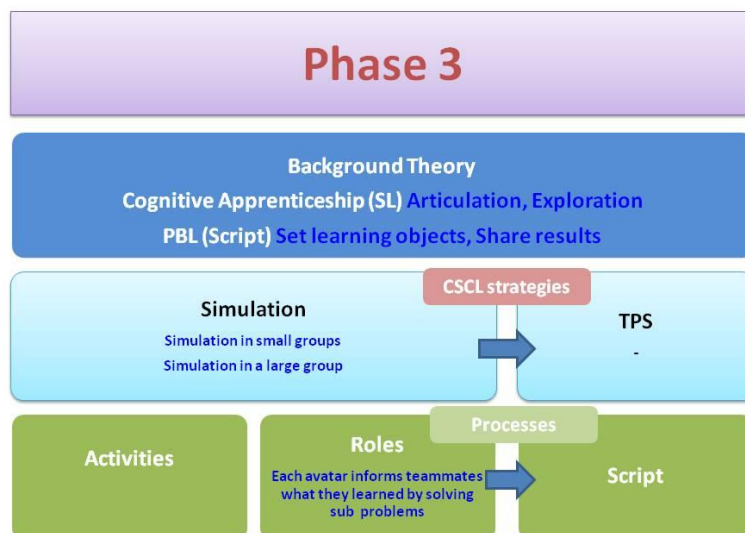 Phase 3
Background Theory
Cognitive Apprenticeship (SL) Articulation, Exploration
PBL (Script) Set learning objects, Share results
CSCL strategies
Simulation
Simulation in small groups
Simulation in a large group
TPS
-
Processes
Activities
Roles
Each avatar informs teammates
what they learned by solving
sub problems
Script